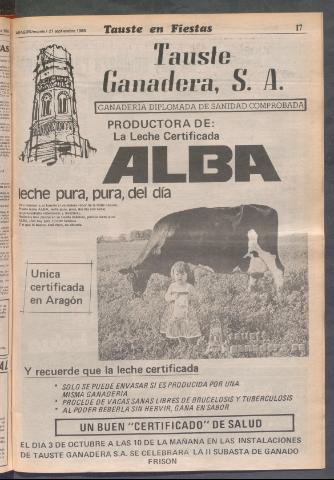 21 septiembre 1986
Tauste en Fiestas
17
Tauste
Ganadera, S. A.
GANADERIA DIPLOMADA DE SANIDAD COMPROBADA
PRODUCTORA DE:
La Leche Certificada
ALBA
leche pura, pura, del día
Unica
certificada
en Aragón
Y recuerde que la leche certificada
* SOLO SE PUEDE ENVASAR SI ES PRODUCIDA POR UNA
MISMA GANADERIA
* PROCEDE DE VACAS SANAS LIBRES DE BRUCELOSIS Y TUBERCULOSIS
* AL PODER BEBERLA SIN HERVIR, GANA EN SABOR
UN BUEN "CERTIFICADO" DE SALUD
EL DIA 3 DE OCTUBRE A LAS 10 DE LA MAÑANA EN LAS INSTALACIONES
DE TAUSTE GANADERA S.A. SE CELEBRARA LA II SUBASTA DE GANADO
FRISON